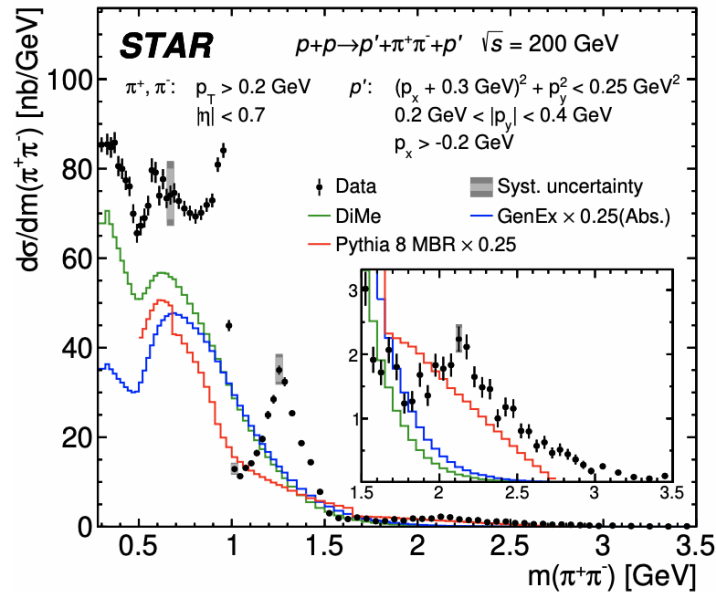 STAR p+p→p′+π⁺π⁻+p′ √s = 200 GeV
π⁺, π⁻: p_T > 0.2 GeV p′: (p_x + 0.3 GeV)² + p_y² < 0.25 GeV²
|η| < 0.7 0.2 GeV < |p_y| < 0.4 GeV
p_x > -0.2 GeV
Data Syst. uncertainty
DiMe GenEx × 0.25(Abs.)
Pythia 8 MBR × 0.25
dσ/dm(π⁺π⁻) [nb/GeV]
100
80
60
40
20
0
3
2
1
1.5 2 2.5 3 3.5
0.5 1 1.5 2 2.5 3 3.5
m(π⁺π⁻) [GeV]